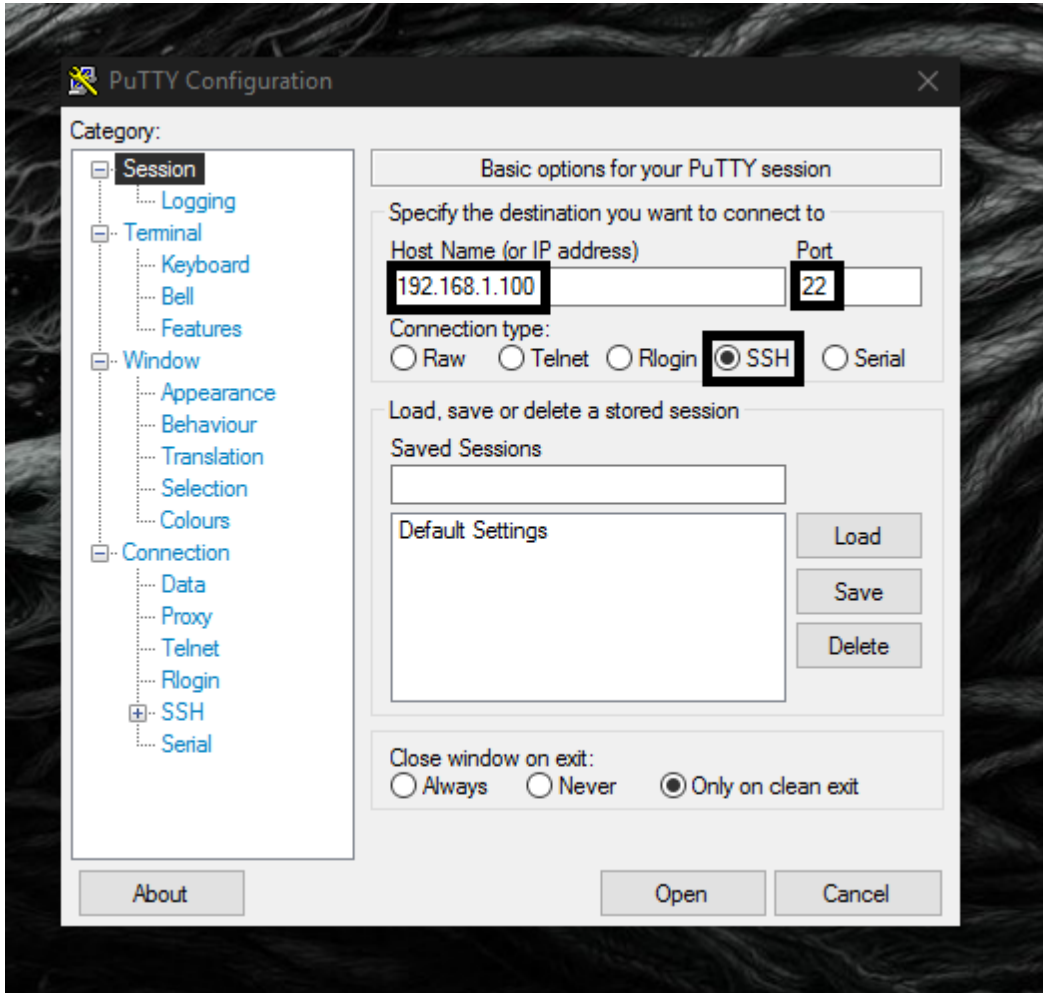 PuTTY Configuration
Category:
Session
Logging
Terminal
Keyboard
Bell
Features
Window
Appearance
Behaviour
Translation
Selection
Colours
Connection
Data
Proxy
Telnet
Rlogin
SSH
Serial
Basic options for your PuTTY session
Specify the destination you want to connect to
Host Name (or IP address) Port
192.168.1.100 22
Connection type:
Raw Telnet Rlogin SSH Serial
Load, save or delete a stored session
Saved Sessions
Default Settings
Load
Save
Delete
Close window on exit:
Always Never Only on clean exit
About Open Cancel